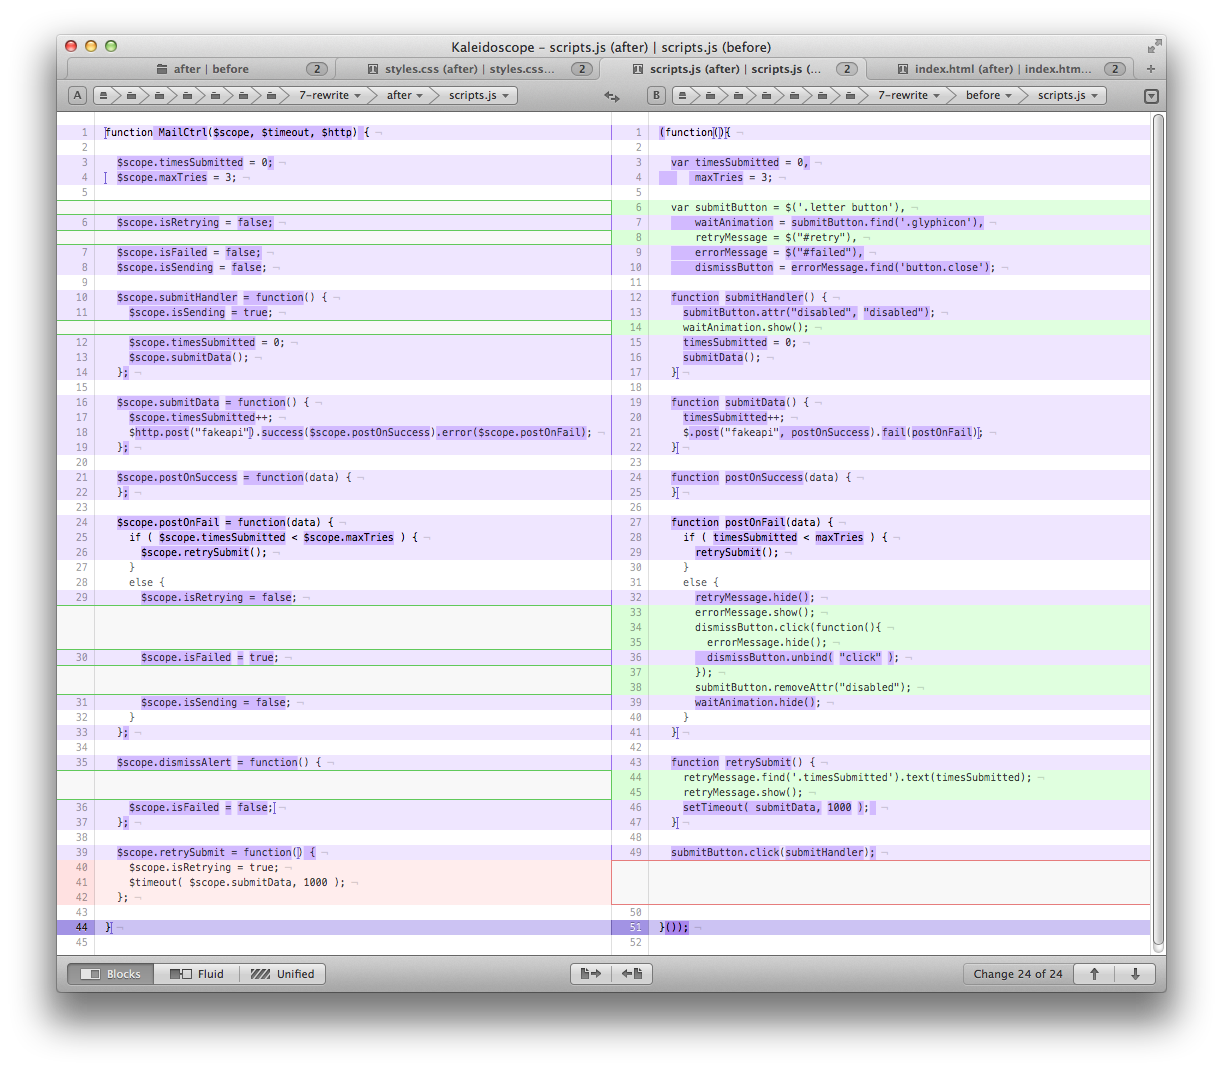 Kaleidoscope – scripts.js (after) | scripts.js (before)
after | before 2 styles.css (after) | styles.css... 2 scripts.js (after) | scripts.js (... 2 index.html (after) | index.htm... 2 +
A 7-rewrite after scripts.js B 7-rewrite before scripts.js
1 function MailCtrl($scope, $timeout, $http) { ¬
2
3 $scope.timesSubmitted = 0; ¬
4 $scope.maxTries = 3; ¬
5
6 $scope.isRetrying = false; ¬
7 $scope.isFailed = false; ¬
8 $scope.isSending = false; ¬
9
10 $scope.submitHandler = function() { ¬
11 $scope.isSending = true; ¬
12 $scope.timesSubmitted = 0; ¬
13 $scope.submitData(); ¬
14 }; ¬
15
16 $scope.submitData = function() { ¬
17 $scope.timesSubmitted++; ¬
18 $http.post("fakeapi").success($scope.postOnSuccess).error($scope.postOnFail); ¬
19 }; ¬
20
21 $scope.postOnSuccess = function(data) { ¬
22 }; ¬
23
24 $scope.postOnFail = function(data) { ¬
25 if ( $scope.timesSubmitted < $scope.maxTries ) { ¬
26 $scope.retrySubmit(); ¬
27 }
28 else {
29 $scope.isRetrying = false; ¬
30 $scope.isFailed = true; ¬
31 $scope.isSending = false; ¬
32 }
33 }; ¬
34
35 $scope.dismissAlert = function() { ¬
36 $scope.isFailed = false; ¬
37 }; ¬
38
39 $scope.retrySubmit = function() { ¬
40 $scope.isRetrying = true; ¬
41 $timeout( $scope.submitData, 1000 ); ¬
42 }; ¬
43
44 } ¬
45
1 (function(){ ¬
2
3 var timesSubmitted = 0, ¬
4 maxTries = 3; ¬
5
6 var submitButton = $('.letter button'), ¬
7 waitAnimation = submitButton.find('.glyphicon'), ¬
8 retryMessage = $("#retry"), ¬
9 errorMessage = $("#failed"), ¬
10 dismissButton = errorMessage.find('button.close'); ¬
11
12 function submitHandler() { ¬
13 submitButton.attr("disabled", "disabled"); ¬
14 waitAnimation.show(); ¬
15 timesSubmitted = 0; ¬
16 submitData(); ¬
17 } ¬
18
19 function submitData() { ¬
20 timesSubmitted++; ¬
21 $.post("fakeapi", postOnSuccess).fail(postOnFail); ¬
22 } ¬
23
24 function postOnSuccess(data) { ¬
25 } ¬
26
27 function postOnFail(data) { ¬
28 if ( timesSubmitted < maxTries ) { ¬
29 retrySubmit(); ¬
30 }
31 else {
32 retryMessage.hide(); ¬
33 errorMessage.show(); ¬
34 dismissButton.click(function(){ ¬
35 errorMessage.hide(); ¬
36 dismissButton.unbind( "click" ); ¬
37 }); ¬
38 submitButton.removeAttr("disabled"); ¬
39 waitAnimation.hide(); ¬
40 }
41 } ¬
42
43 function retrySubmit() { ¬
44 retryMessage.find('.timesSubmitted').text(timesSubmitted); ¬
45 retryMessage.show(); ¬
46 setTimeout( submitData, 1000 ); ¬
47 } ¬
48
49 submitButton.click(submitHandler); ¬
50
51 }()); ¬
52
Blocks Fluid Unified Change 24 of 24